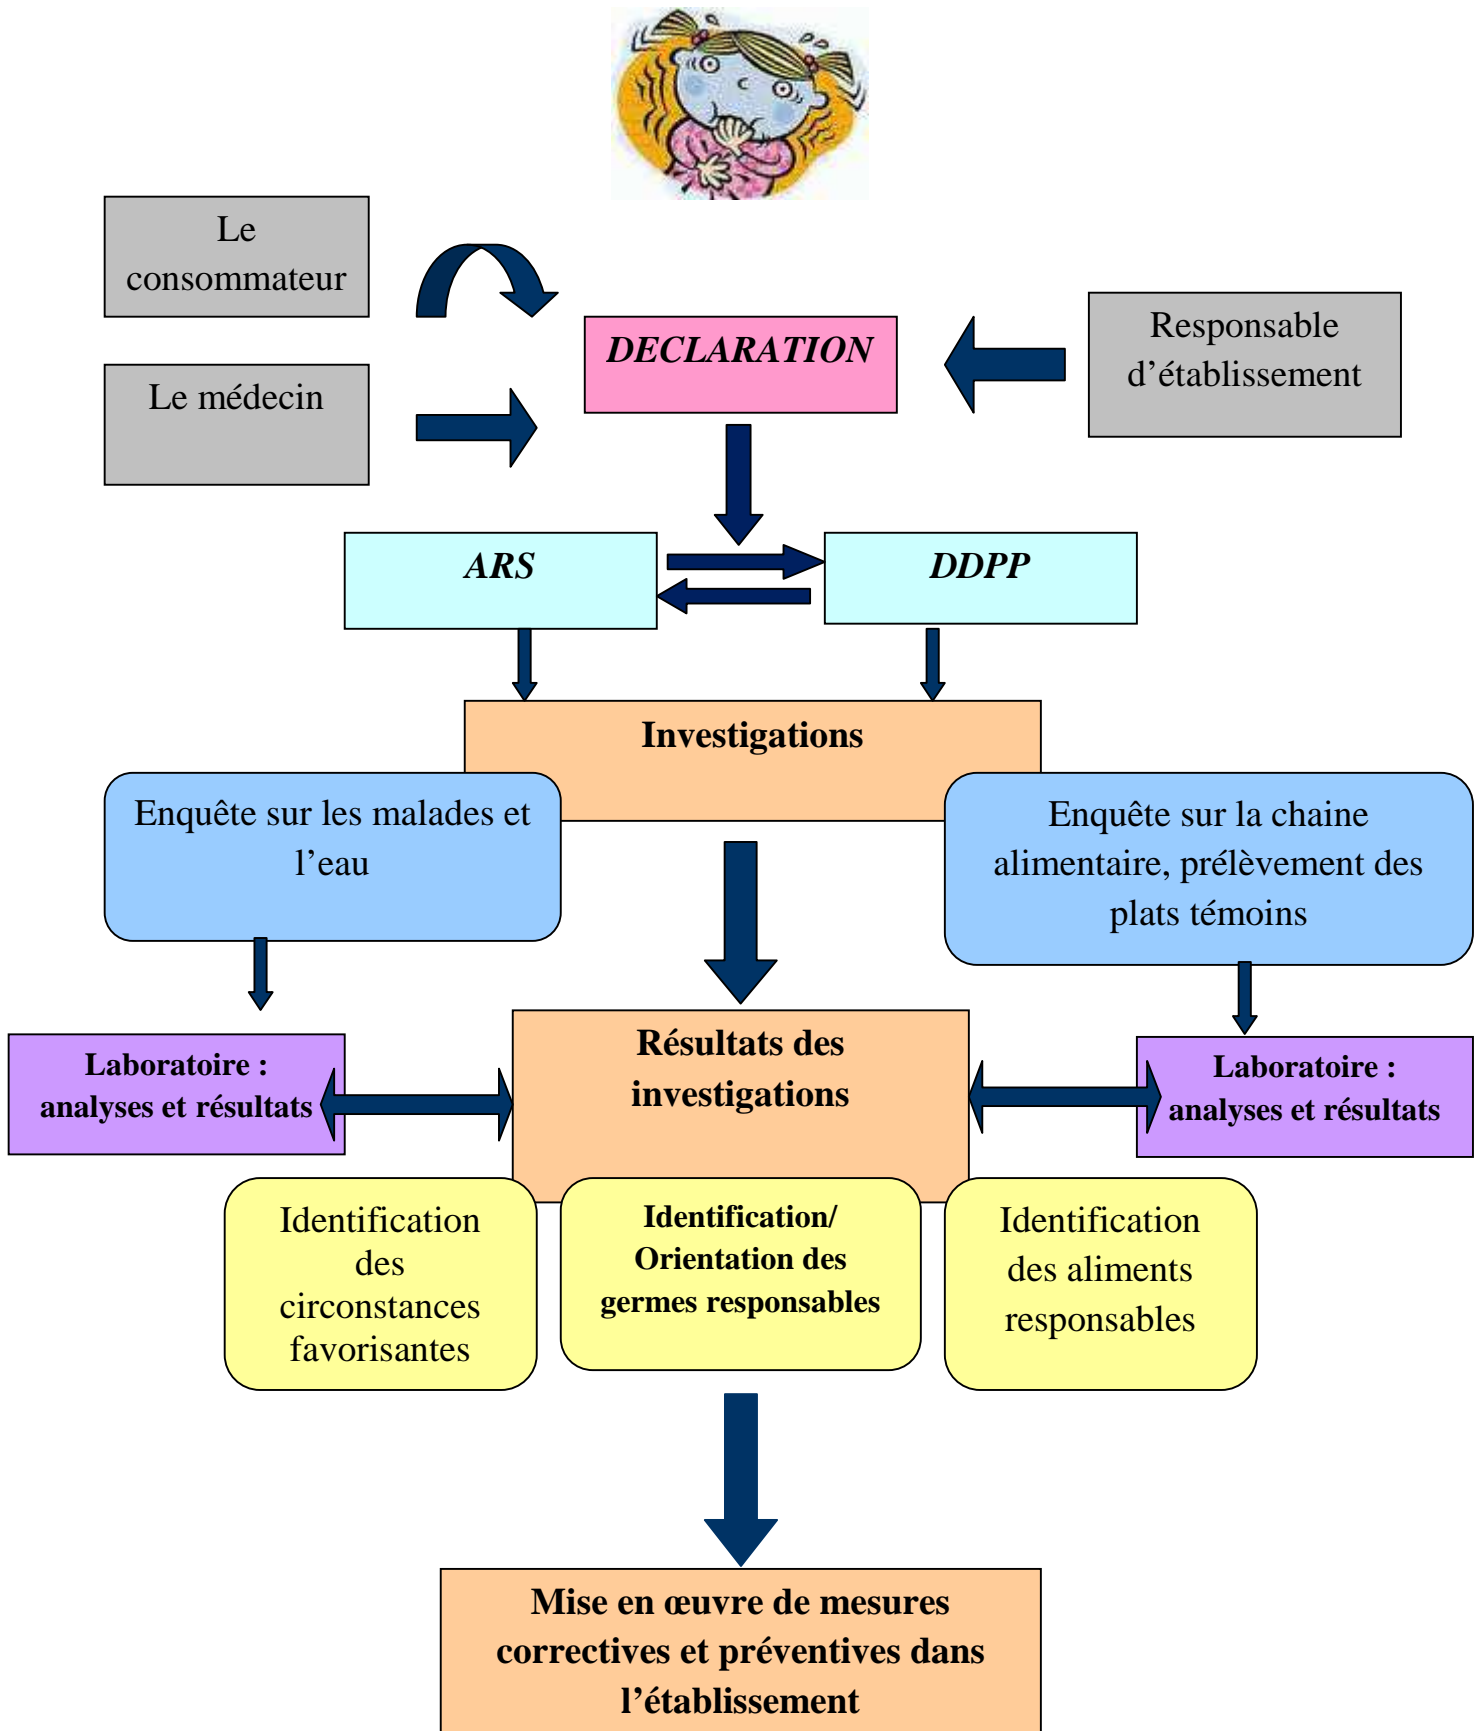 Le
consommateur
DECLARATION
Responsable
d’établissement
Le médecin
ARS
DDPP
Investigations
Enquête sur les malades et
l’eau
Enquête sur la chaine
alimentaire, prélèvement des
plats témoins
Laboratoire :
analyses et résultats
Résultats des
investigations
Laboratoire :
analyses et résultats
Identification
des
circonstances
favorisantes
Identification/
Orientation des
germes responsables
Identification
des aliments
responsables
Mise en œuvre de mesures
correctives et préventives dans
l’établissement